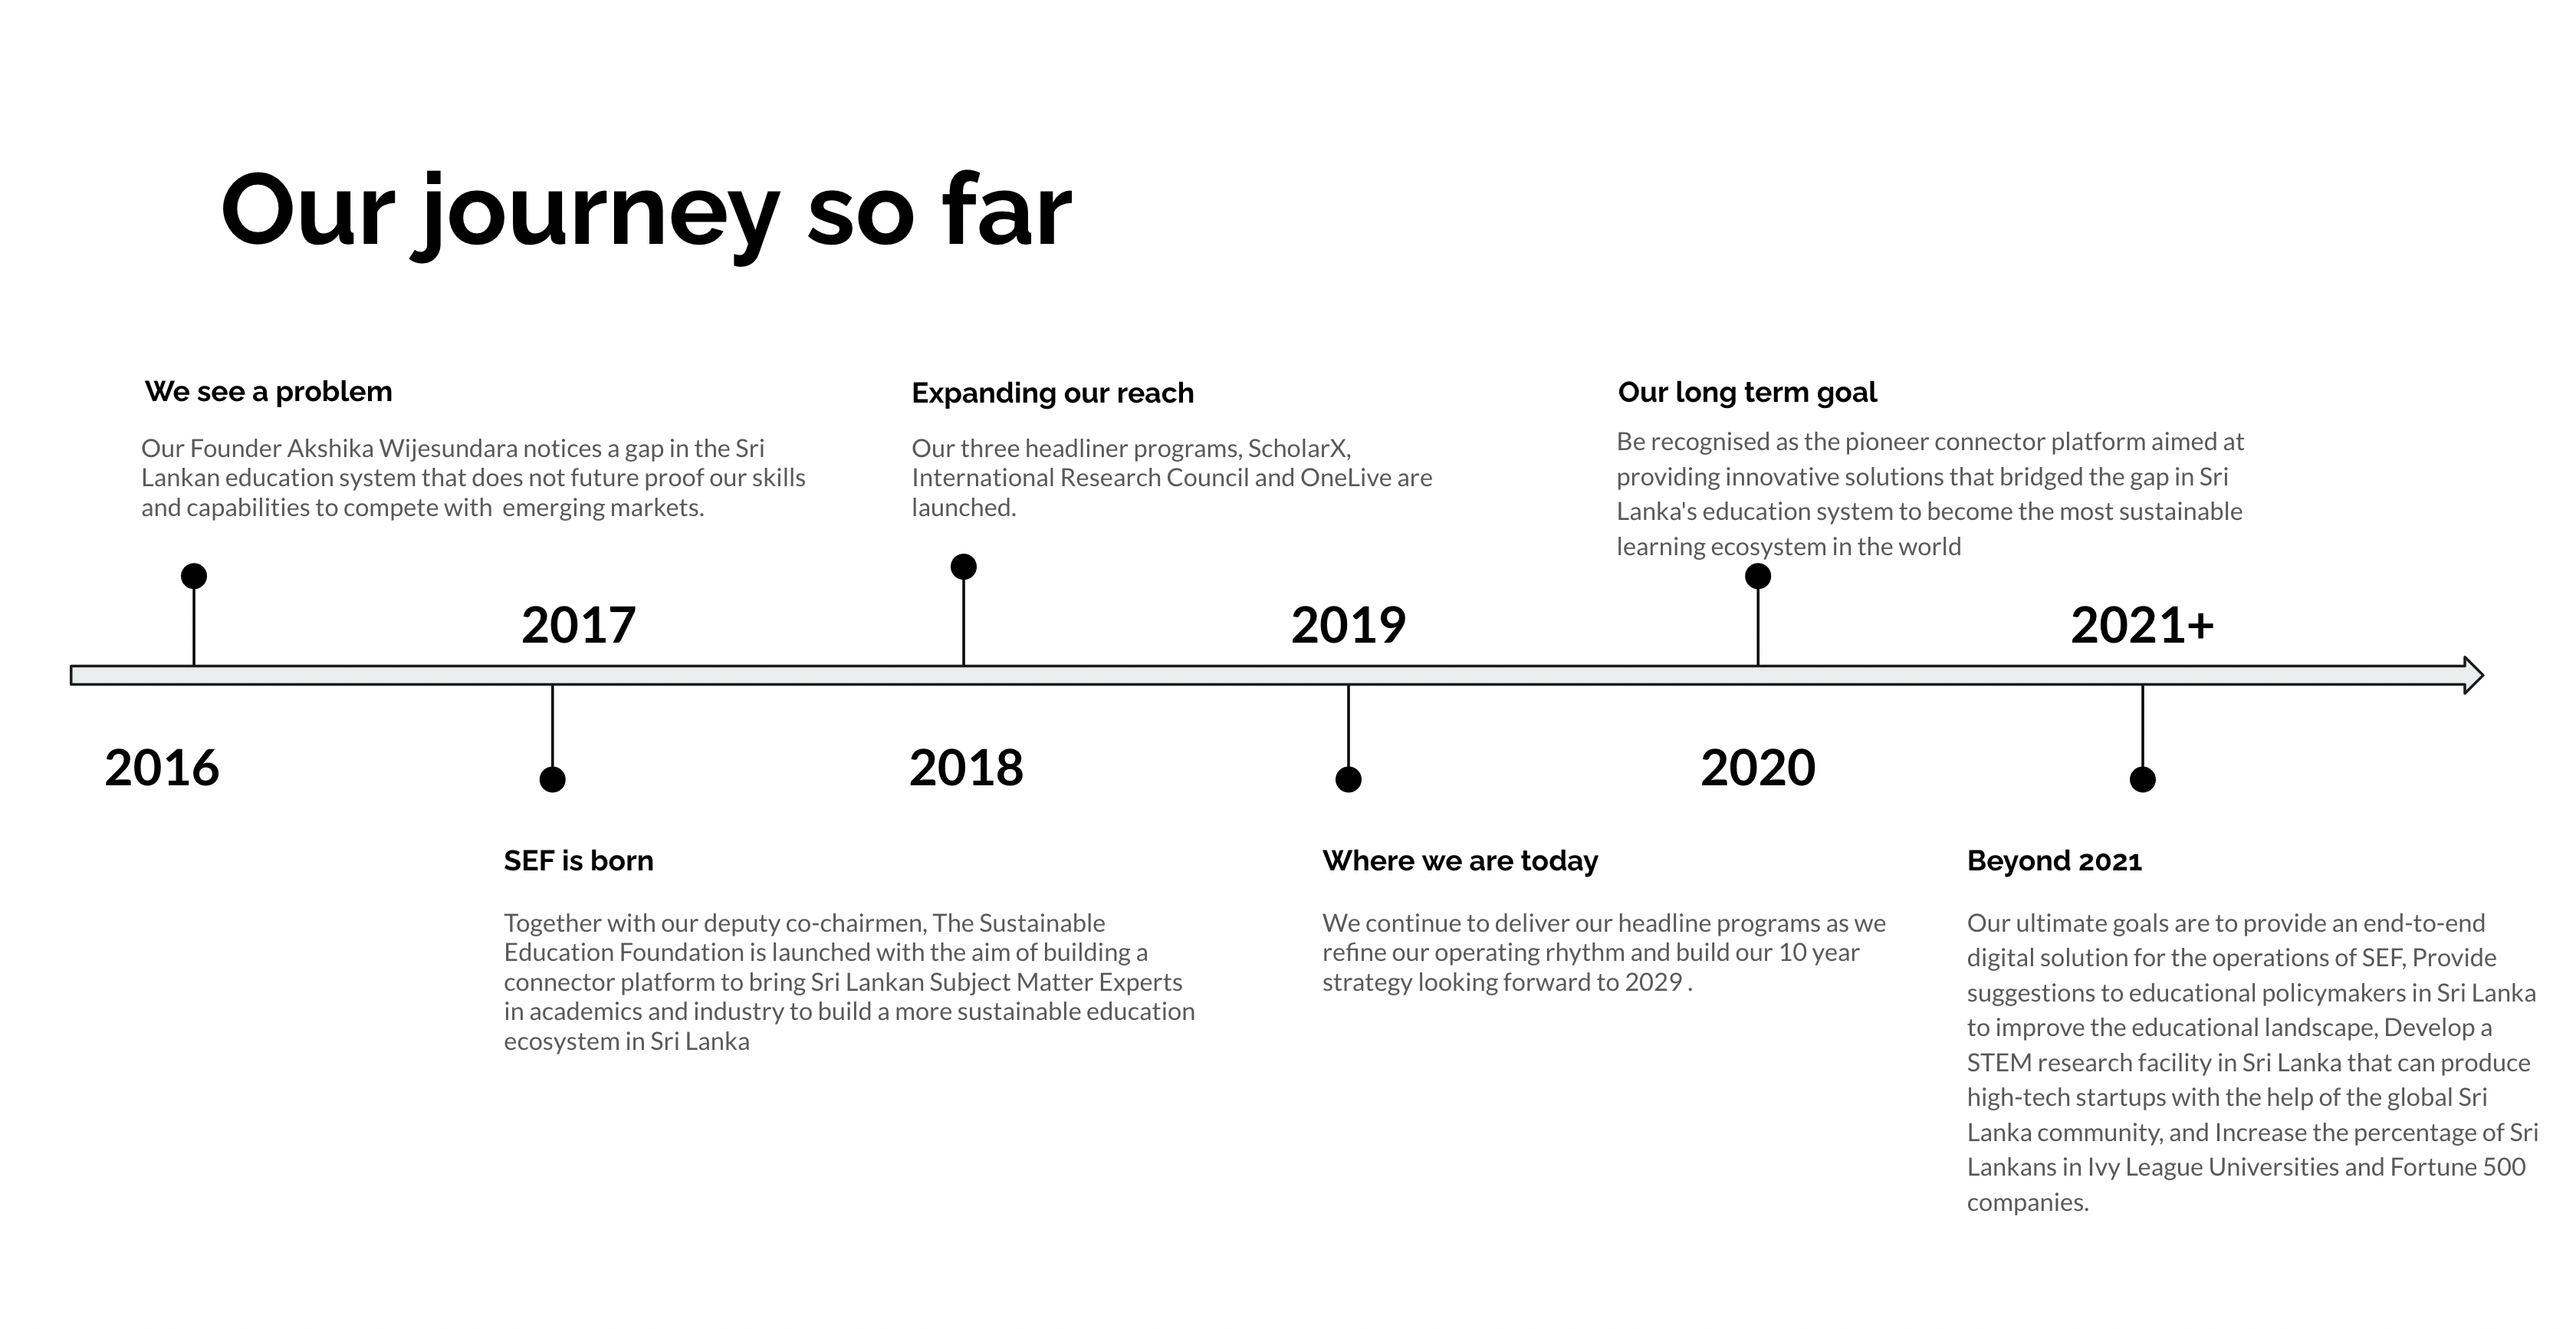 Our journey so far
We see a problem
Our Founder Akshika Wijesundara notices a gap in the Sri
Lankan education system that does not future proof our skills
and capabilities to compete with  emerging markets.
Expanding our reach
Our three headliner programs, ScholarX,
International Research Council and OneLive are
launched.
Our long term goal
Be recognised as the pioneer connector platform aimed at
providing innovative solutions that bridged the gap in Sri
Lanka's education system to become the most sustainable
learning ecosystem in the world
2017
2019
2021+
2016
2018
2020
SEF is born
Together with our deputy co-chairmen, The Sustainable
Education Foundation is launched with the aim of building a
connector platform to bring Sri Lankan Subject Matter Experts
in academics and industry to build a more sustainable education
ecosystem in Sri Lanka
Where we are today
We continue to deliver our headline programs as we
refine our operating rhythm and build our 10 year
strategy looking forward to 2029 .
Beyond 2021
Our ultimate goals are to provide an end-to-end
digital solution for the operations of SEF, Provide
suggestions to educational policymakers in Sri Lanka
to improve the educational landscape, Develop a
STEM research facility in Sri Lanka that can produce
high-tech startups with the help of the global Sri
Lanka community, and Increase the percentage of Sri
Lankans in Ivy League Universities and Fortune 500
companies.